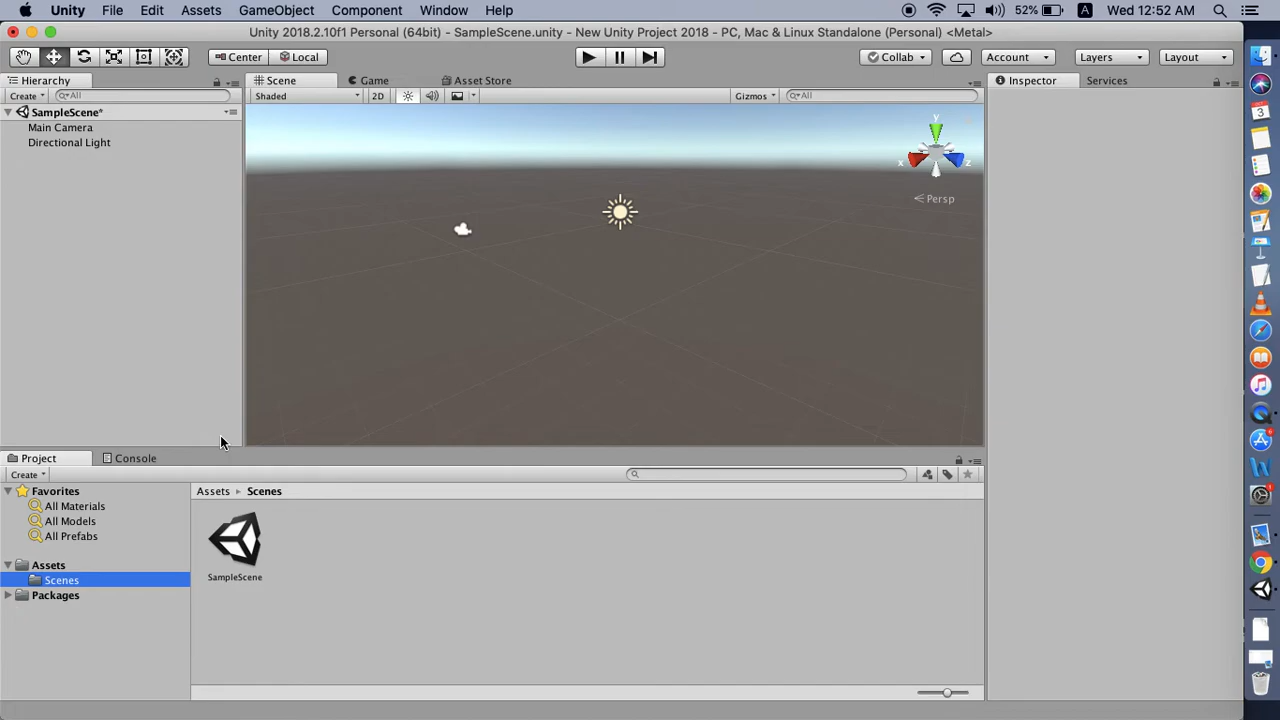 Unity File Edit Assets GameObject Component Window Help 52% A Wed 12:52 AM
Unity 2018.2.10f1 Personal (64bit) - SampleScene.unity - New Unity Project 2018 - PC, Mac & Linux Standalone (Personal) <Metal>
Center Local Collab Account Layers Layout
Hierarchy Scene Game Asset Store Inspector Services
Create All Shaded 2D Gizmos All
SampleScene*
Main Camera
Directional Light
y
x z
Persp
3
Project Console
Create
Favorites Assets Scenes
All Materials
All Models
All Prefabs
Assets
Scenes
Packages
SampleScene